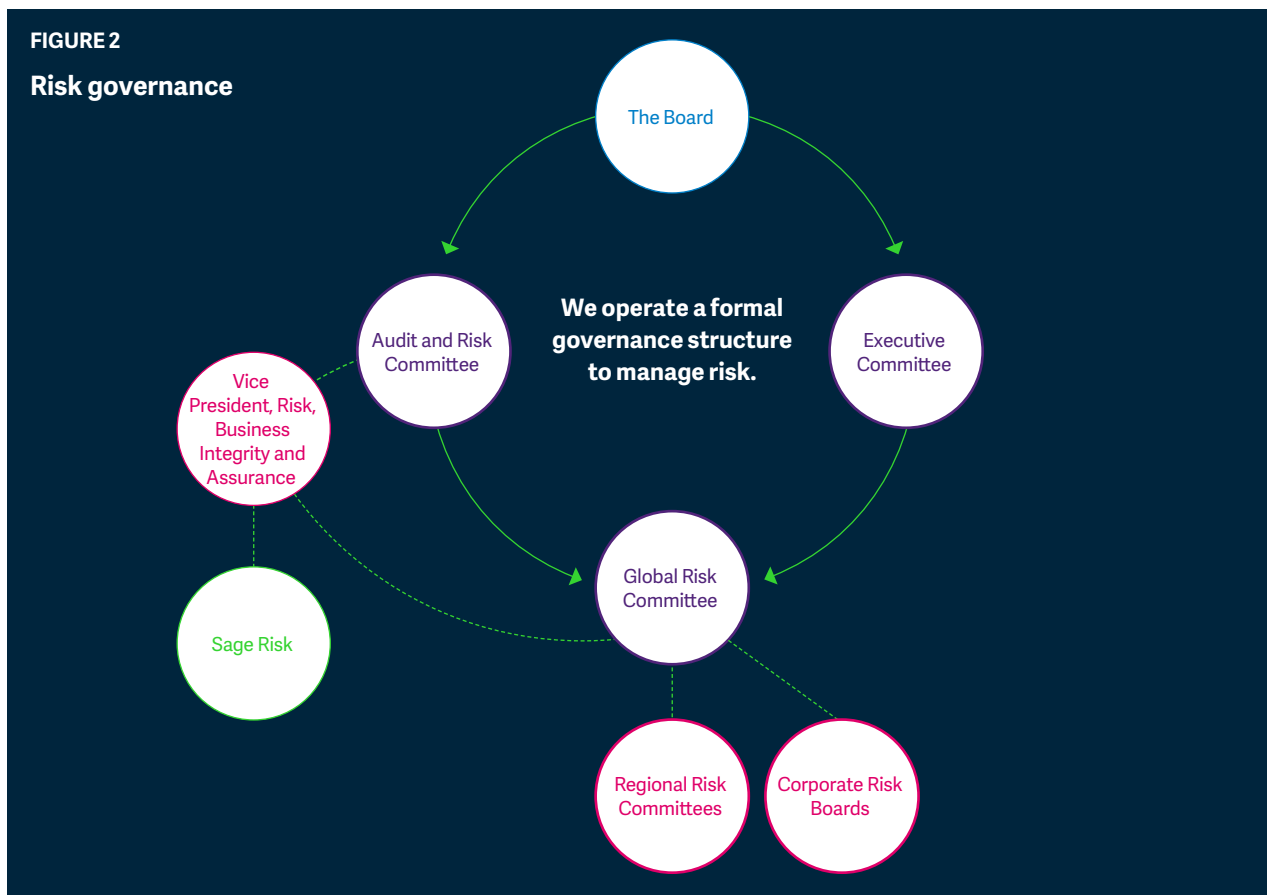 FIGURE 2
Risk governance
The Board
We operate a formal
governance structure
to manage risk.
Audit and Risk
Committee
Executive
Committee
Vice
President, Risk,
Business
Integrity and
Assurance
Global Risk
Committee
Sage Risk
Regional Risk
Committees
Corporate Risk
Boards